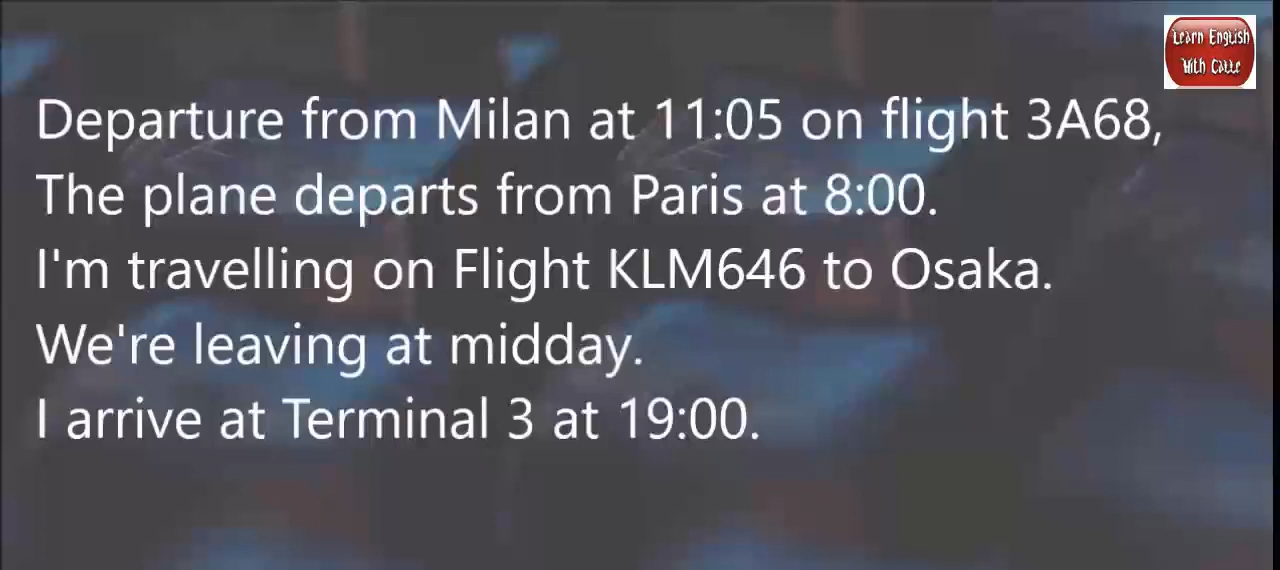 Learn English
With Catte
Departure from Milan at 11:05 on flight 3A68,
The plane departs from Paris at 8:00.
I'm travelling on Flight KLM646 to Osaka.
We're leaving at midday.
I arrive at Terminal 3 at 19:00.